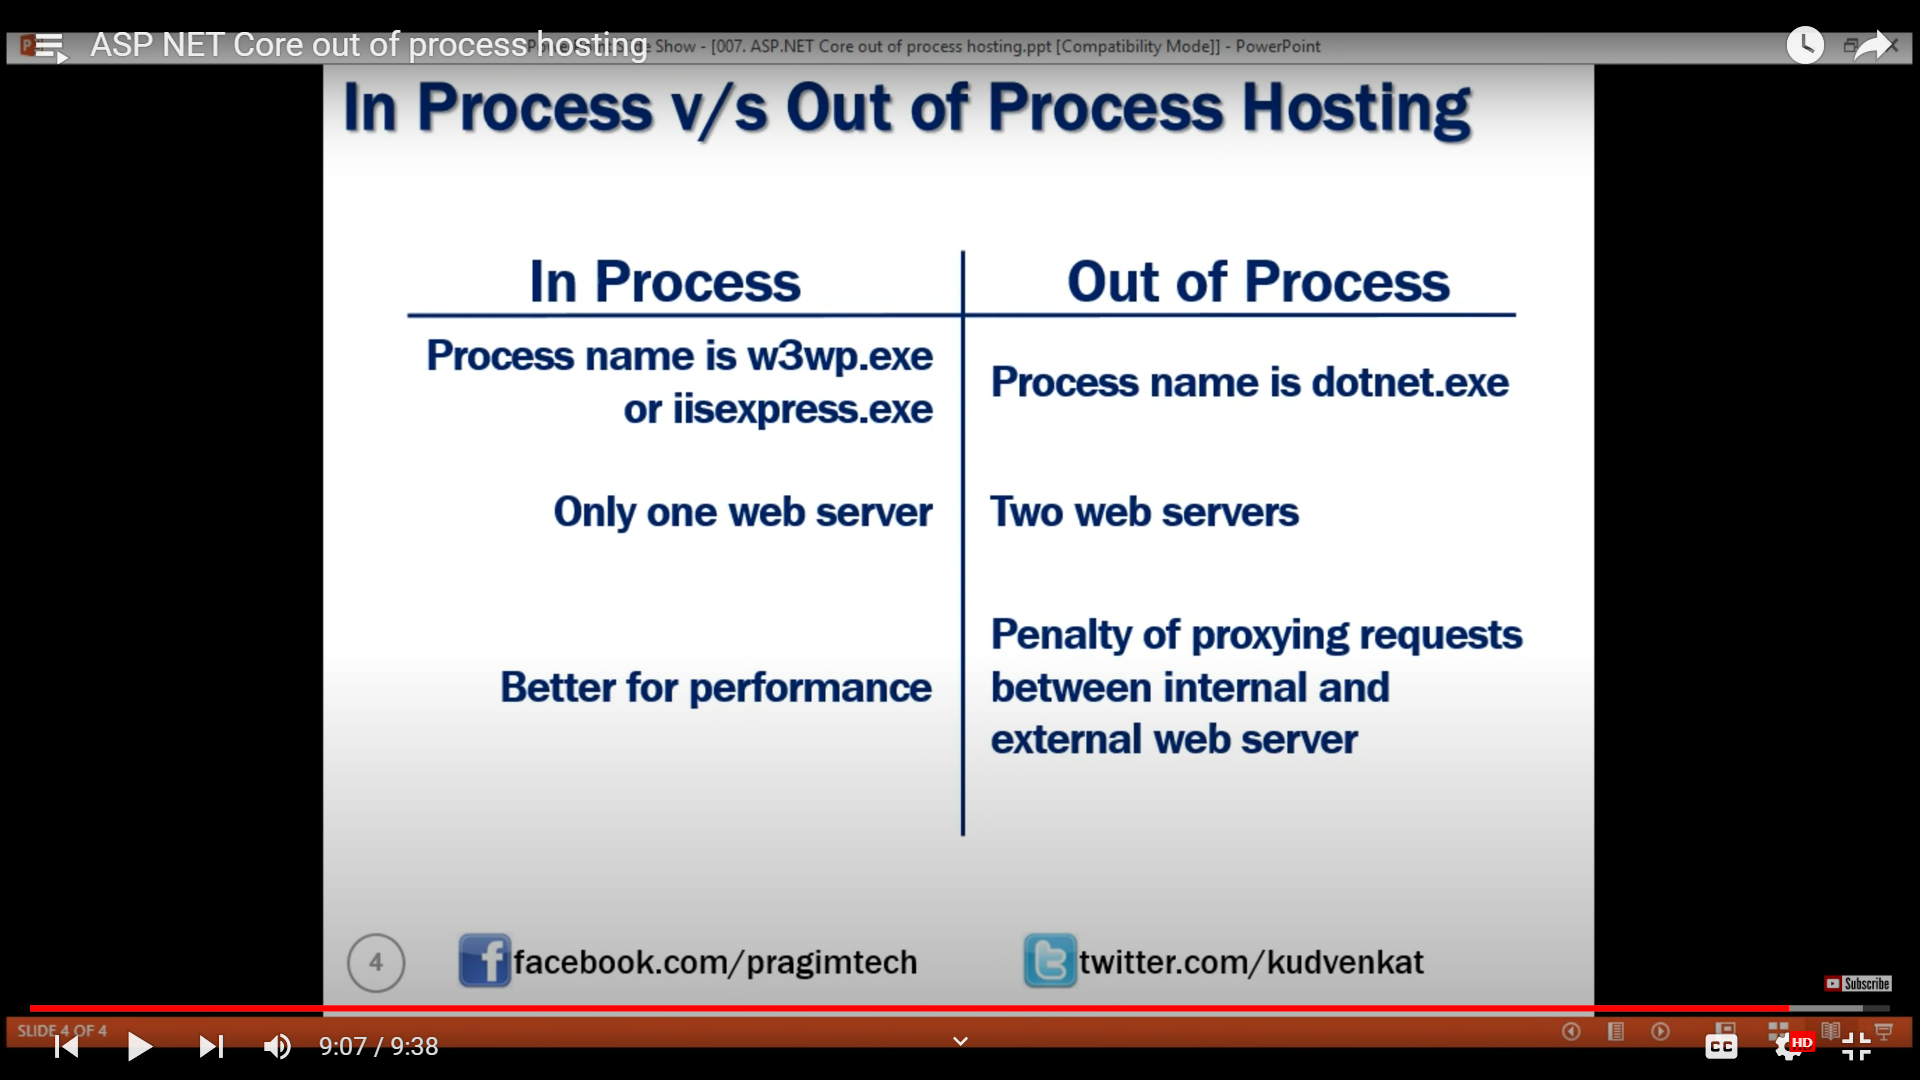 ASP NET Core out of process hosting
Show - [007. ASP.NET Core out of process hosting.ppt [Compatibility Mode]] - PowerPoint
In Process v/s Out of Process Hosting
In Process
Out of Process
Process name is w3wp.exe
or iisexpress.exe
Process name is dotnet.exe
Only one web server
Two web servers
Better for performance
Penalty of proxying requests
between internal and
external web server
4
facebook.com/pragimtech
twitter.com/kudvenkat
Subscribe
SLIDE 4 OF 4
9:07 / 9:38
CC
HD